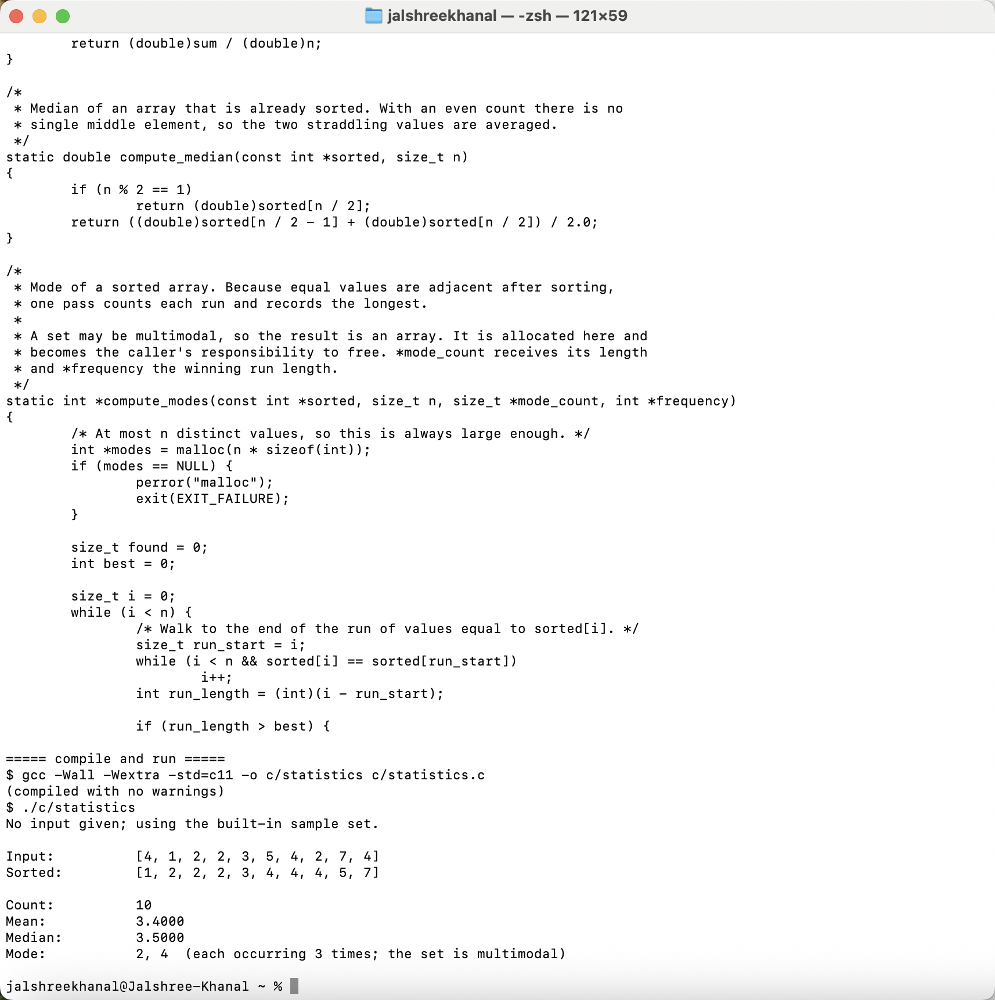 jalshreekhanal — -zsh — 121×59
        return (double)sum / (double)n;
}

/*
 * Median of an array that is already sorted. With an even count there is no
 * single middle element, so the two straddling values are averaged.
 */
static double compute_median(const int *sorted, size_t n)
{
        if (n % 2 == 1)
                return (double)sorted[n / 2];
        return ((double)sorted[n / 2 - 1] + (double)sorted[n / 2]) / 2.0;
}

/*
 * Mode of a sorted array. Because equal values are adjacent after sorting,
 * one pass counts each run and records the longest.
 *
 * A set may be multimodal, so the result is an array. It is allocated here and
 * becomes the caller's responsibility to free. *mode_count receives its length
 * and *frequency the winning run length.
 */
static int *compute_modes(const int *sorted, size_t n, size_t *mode_count, int *frequency)
{
        /* At most n distinct values, so this is always large enough. */
        int *modes = malloc(n * sizeof(int));
        if (modes == NULL) {
                perror("malloc");
                exit(EXIT_FAILURE);
        }

        size_t found = 0;
        int best = 0;

        size_t i = 0;
        while (i < n) {
                /* Walk to the end of the run of values equal to sorted[i]. */
                size_t run_start = i;
                while (i < n && sorted[i] == sorted[run_start])
                        i++;
                int run_length = (int)(i - run_start);

                if (run_length > best) {

===== compile and run =====
$ gcc -Wall -Wextra -std=c11 -o c/statistics c/statistics.c
(compiled with no warnings)
$ ./c/statistics
No input given; using the built-in sample set.

Input:          [4, 1, 2, 2, 3, 5, 4, 2, 7, 4]
Sorted:         [1, 2, 2, 2, 3, 4, 4, 4, 5, 7]

Count:          10
Mean:           3.4000
Median:         3.5000
Mode:           2, 4  (each occurring 3 times; the set is multimodal)

jalshreekhanal@Jalshree-Khanal ~ %